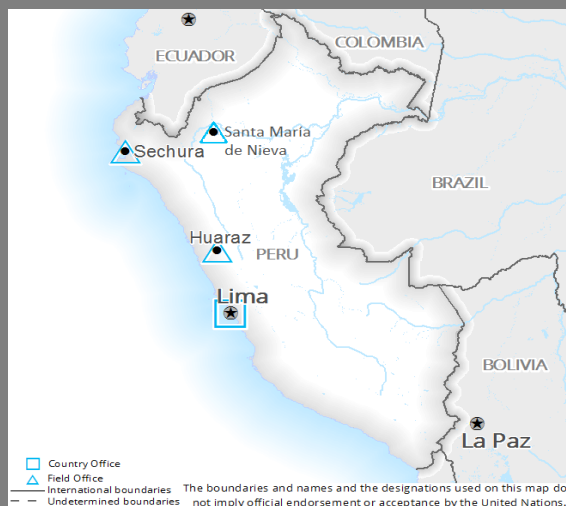 ECUADOR
COLOMBIA
Santa María
de Nieva
Sechura
BRAZIL
Huaraz
PERU
Lima
BOLIVIA
La Paz
Country Office
Field Office
International boundaries
Undetermined boundaries
The boundaries and names and the designations used on this map do
not imply official endorsement or acceptance by the United Nations.